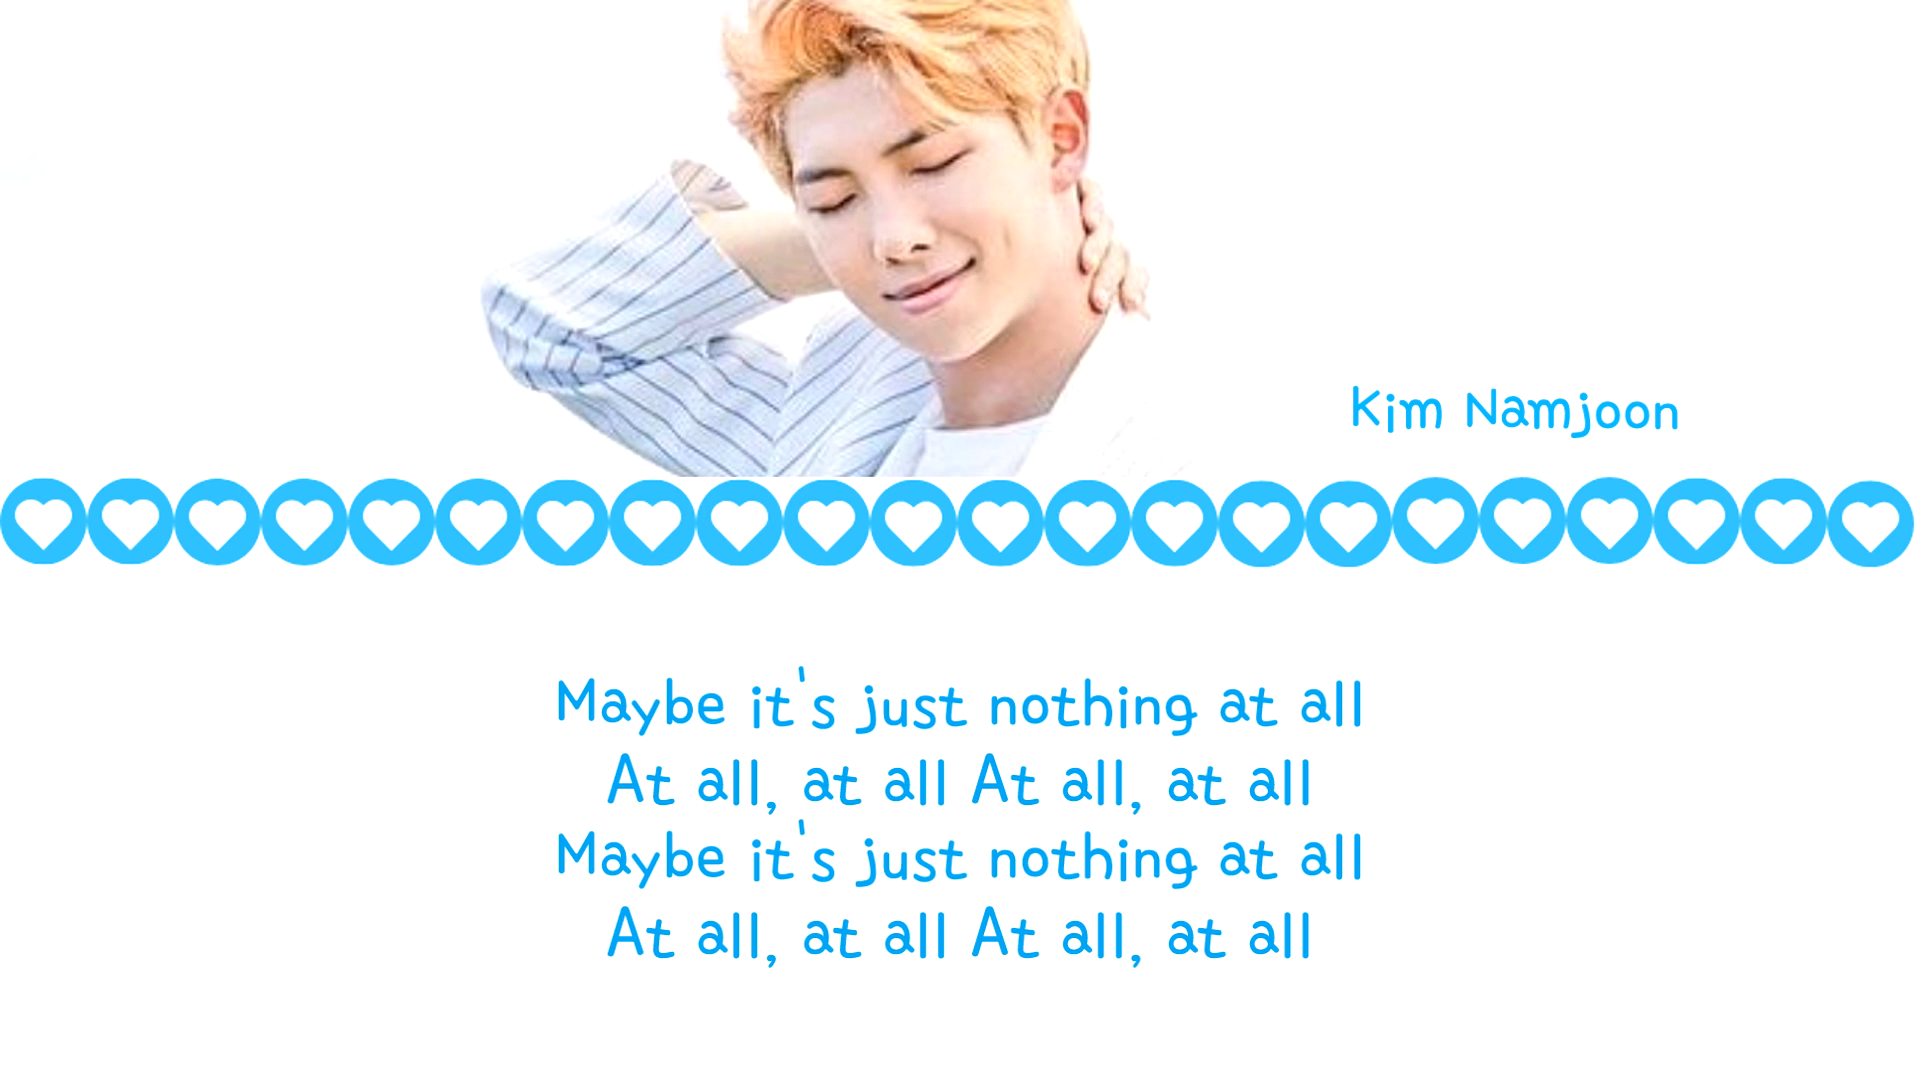 Kim Namjoon
Maybe it's just nothing at all
At all, at all At all, at all
Maybe it's just nothing at all
At all, at all At all, at all